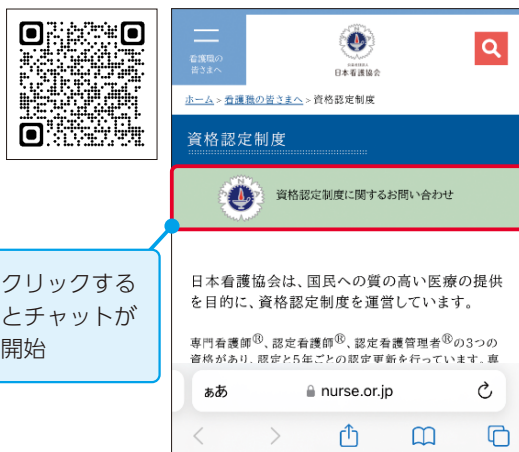 看護職の
皆さまへ
日本看護協会
ホーム > 看護職の皆さまへ > 資格認定制度
資格認定制度
資格認定制度に関するお問い合わせ
クリックする
とチャットが
開始
日本看護協会は、国民への質の高い医療の提供
を目的に、資格認定制度を運営しています。
専門看護師®、認定看護師®、認定看護管理者®の3つの
資格があり、認定と5年ごとの認定更新を行っています。専
ぁあ
nurse.or.jp